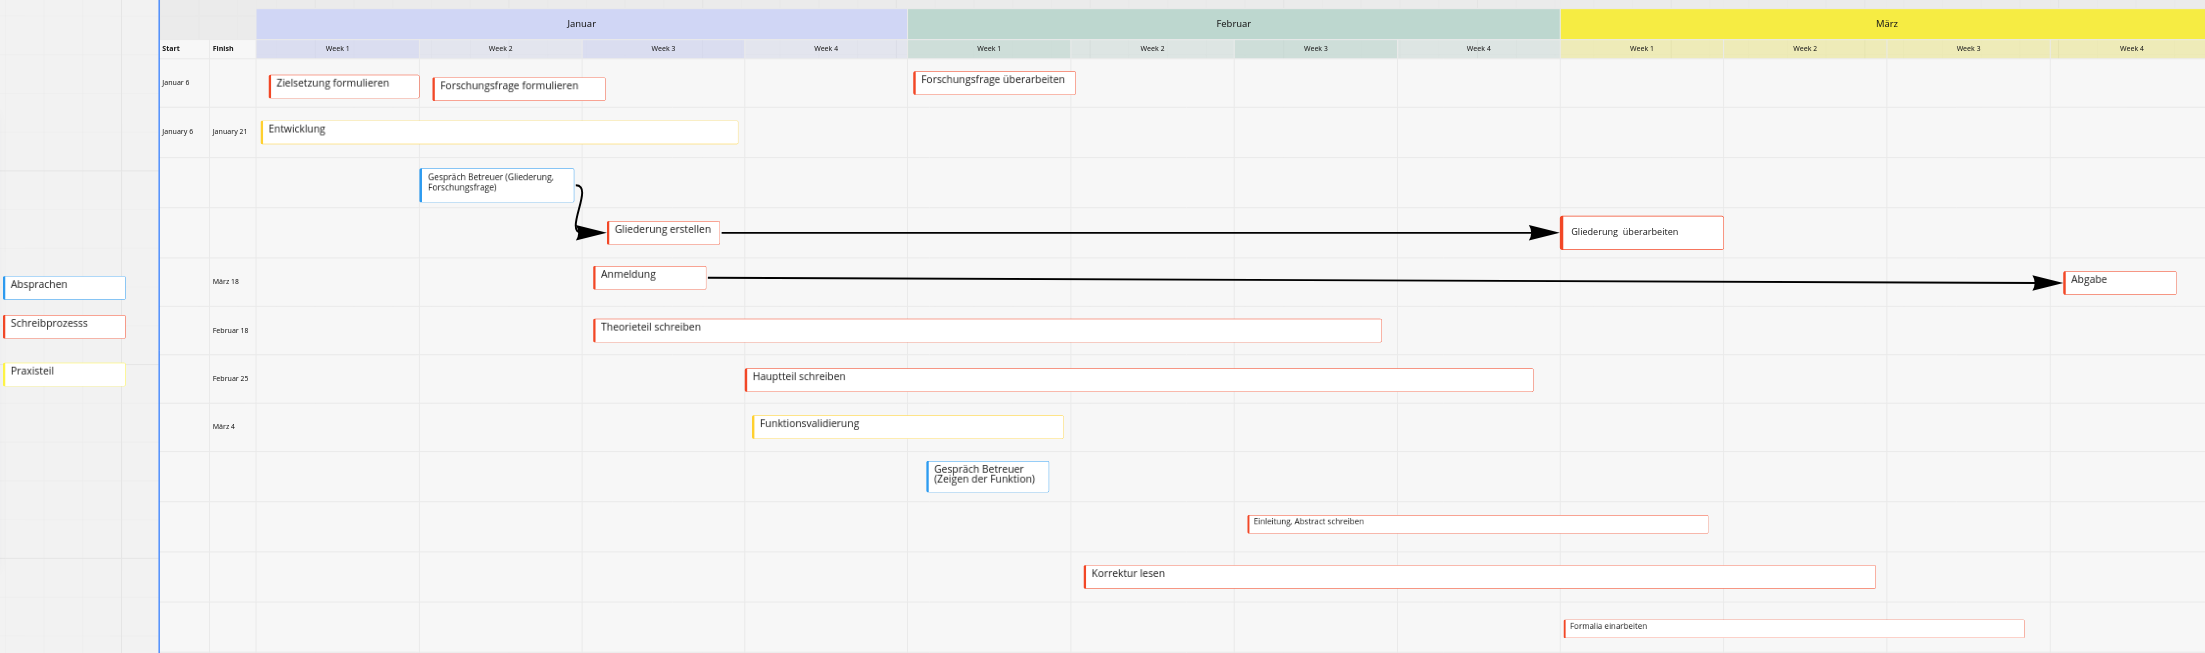 Januar
Februar
März
Start
Finish
Week 1
Week 2
Week 3
Week 4
Week 1
Week 2
Week 3
Week 4
Week 1
Week 2
Week 3
Week 4
Januar 6
Zielsetzung formulieren
Forschungsfrage formulieren
Forschungsfrage überarbeiten
January 6
January 21
Entwicklung
Gespräch Betreuer (Gliederung,
Forschungsfrage)
Gliederung erstellen
Gliederung überarbeiten
Absprachen
März 18
Anmeldung
Abgabe
Schreibprozesss
Februar 18
Theorieteil schreiben
Praxisteil
Februar 25
Hauptteil schreiben
März 4
Funktionsvalidierung
Gespräch Betreuer
(Zeigen der Funktion)
Einleitung, Abstract schreiben
Korrektur lesen
Formalia einarbeiten